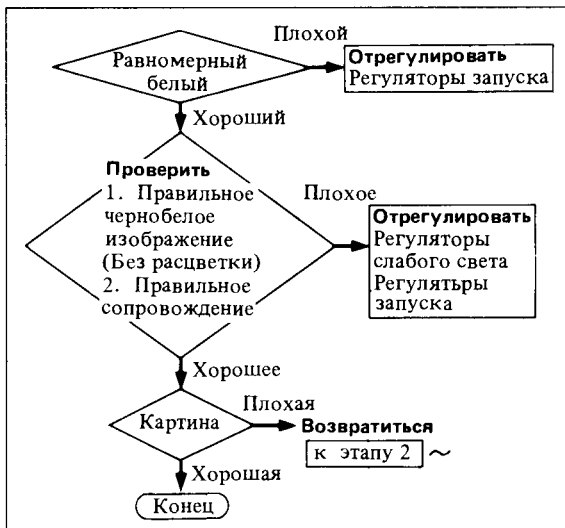 Плохой
Равномерный
белый
Отрегулировать
Регуляторы запуска
Хороший
Проверить
1. Правильное
чернобелое
изображение
(Без расцветки)
2. Правильное
сопровождение
Плохое
Отрегулировать
Регуляторы
слабого света
Регулятьры
запуска
Хорошее
Картина
Плохая
Возвратиться
к этапу 2 ~
Хорошая
Конец